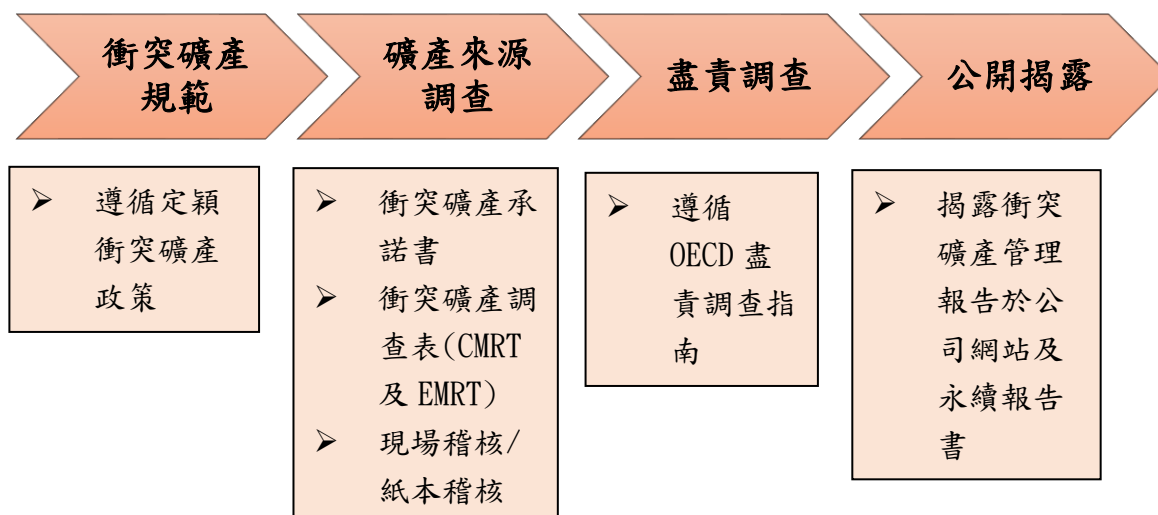 衝突礦產
規範
礦產來源
調查
盡責調查
公開揭露
➢ 遵循定穎
衝突礦產
政策
➢ 衝突礦產承
諾書
➢ 衝突礦產調
查表(CMRT
及 EMRT)
➢ 現場稽核/
紙本稽核
➢ 遵循
OECD 盡
責調查指
南
➢ 揭露衝突
礦產管理
報告於公
司網站及
永續報告
書